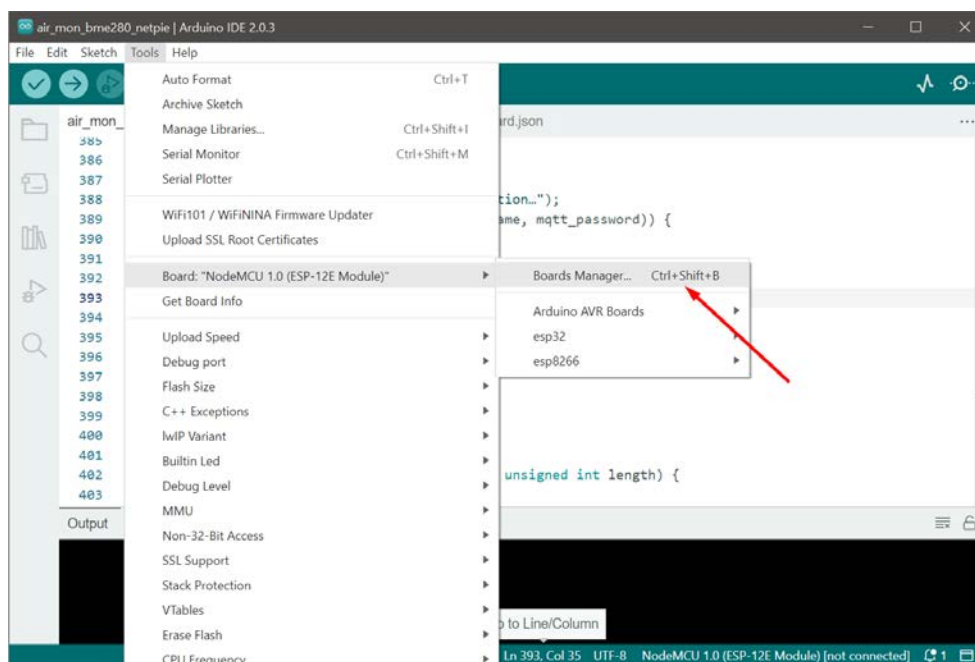 air_mon_bme280_netpie | Arduino IDE 2.0.3
File Edit Sketch Tools Help
air_mon_
rd.json
...
385
386
387
388
389
390
391
392
393
394
395
396
397
398
399
400
401
402
403
Auto Format Ctrl+T
Archive Sketch
Manage Libraries... Ctrl+Shift+I
Serial Monitor Ctrl+Shift+M
Serial Plotter
WiFi101 / WiFiNINA Firmware Updater
Upload SSL Root Certificates
Board: "NodeMCU 1.0 (ESP-12E Module)"
Get Board Info
Upload Speed
Debug port
Flash Size
C++ Exceptions
lwIP Variant
Builtin Led
Debug Level
MMU
Non-32-Bit Access
SSL Support
Stack Protection
VTables
Erase Flash
CPU Frequency
Boards Manager... Ctrl+Shift+B
Arduino AVR Boards
esp32
esp8266
tion…");
ame, mqtt_password)) {
unsigned int length) {
Output
to Line/Column
Ln 393, Col 35 UTF-8 NodeMCU 1.0 (ESP-12E Module) [not connected] 1